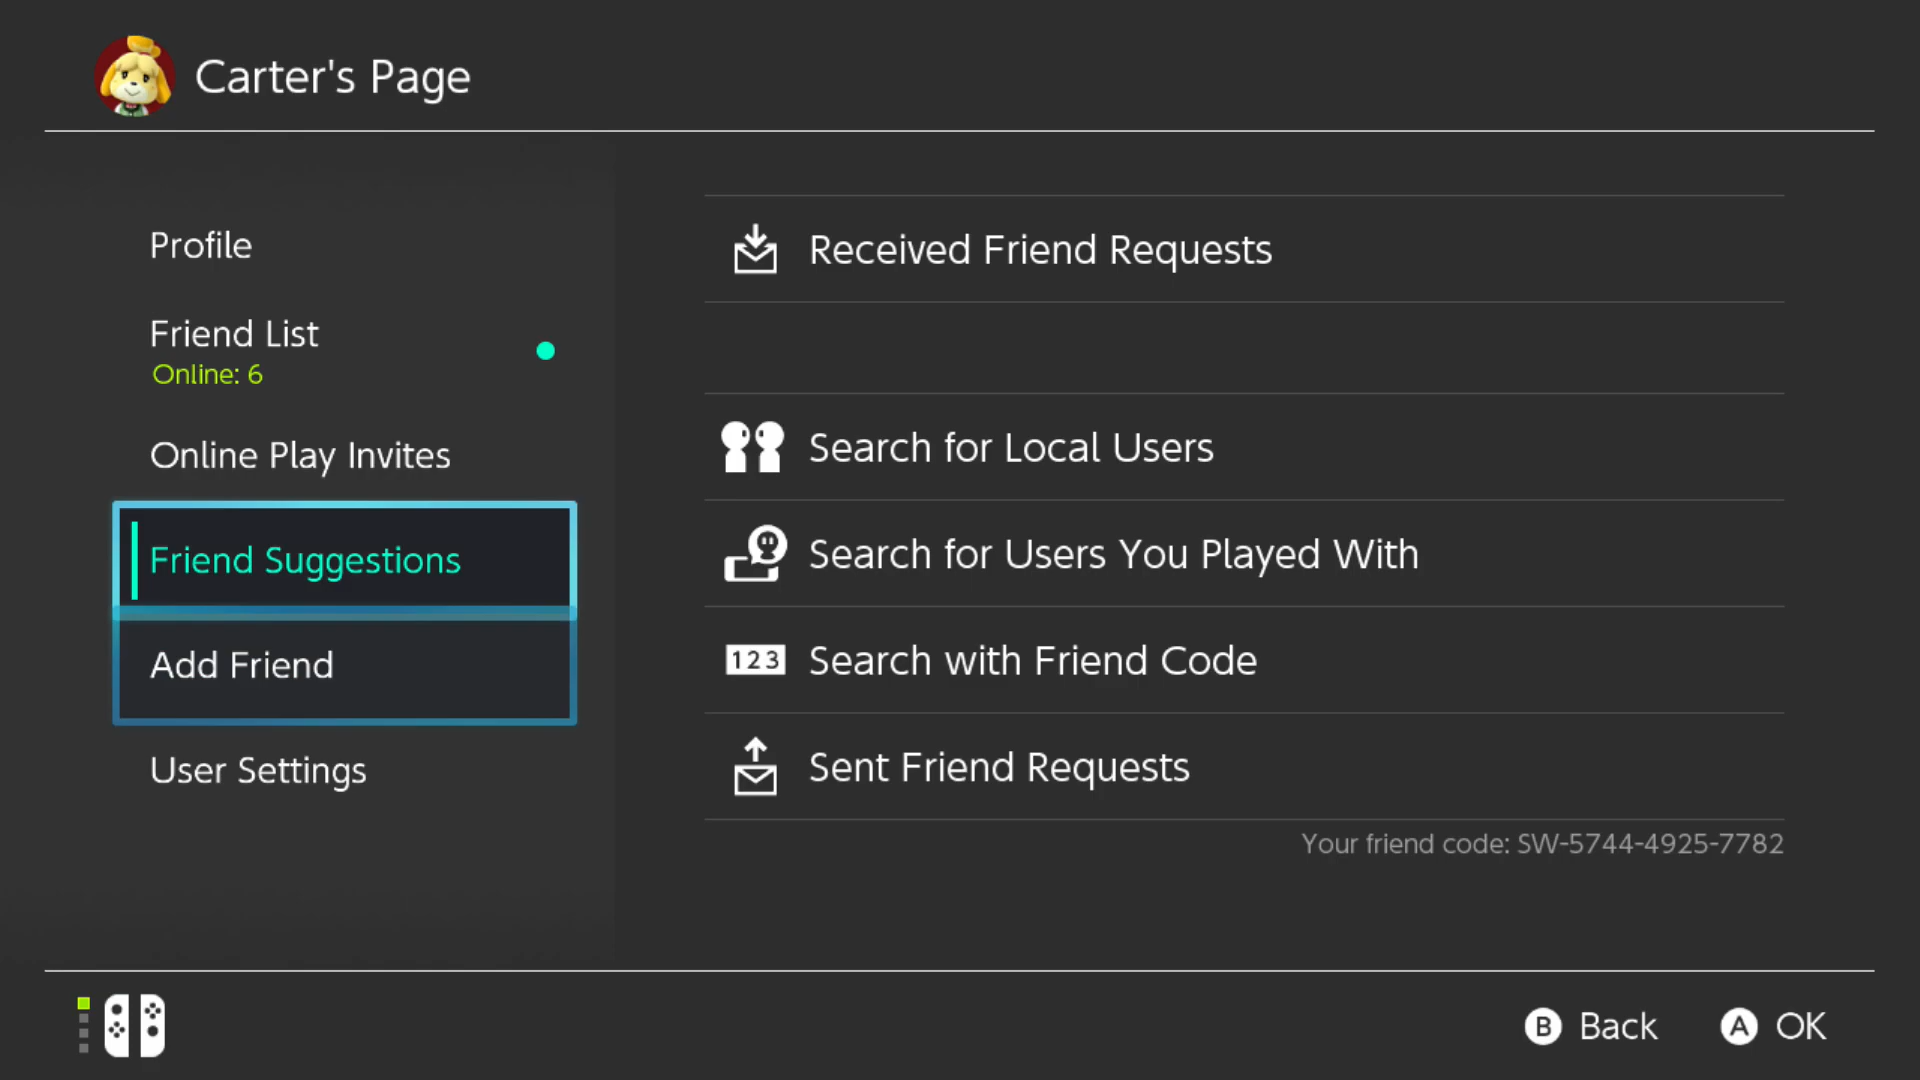 Carter's Page
Profile
Friend List
Online: 6
Online Play Invites
Friend Suggestions
Add Friend
User Settings
Received Friend Requests
Search for Local Users
Search for Users You Played With
123 Search with Friend Code
Sent Friend Requests
Your friend code: SW-5744-4925-7782
B Back
A OK